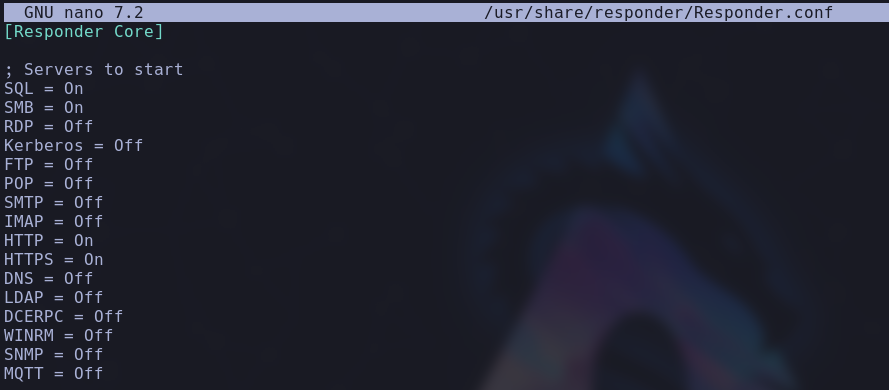 GNU nano 7.2 /usr/share/responder/Responder.conf
[Responder Core]
; Servers to start
SQL = On
SMB = On
RDP = Off
Kerberos = Off
FTP = Off
POP = Off
SMTP = Off
IMAP = Off
HTTP = On
HTTPS = On
DNS = Off
LDAP = Off
DCERPC = Off
WINRM = Off
SNMP = Off
MQTT = Off